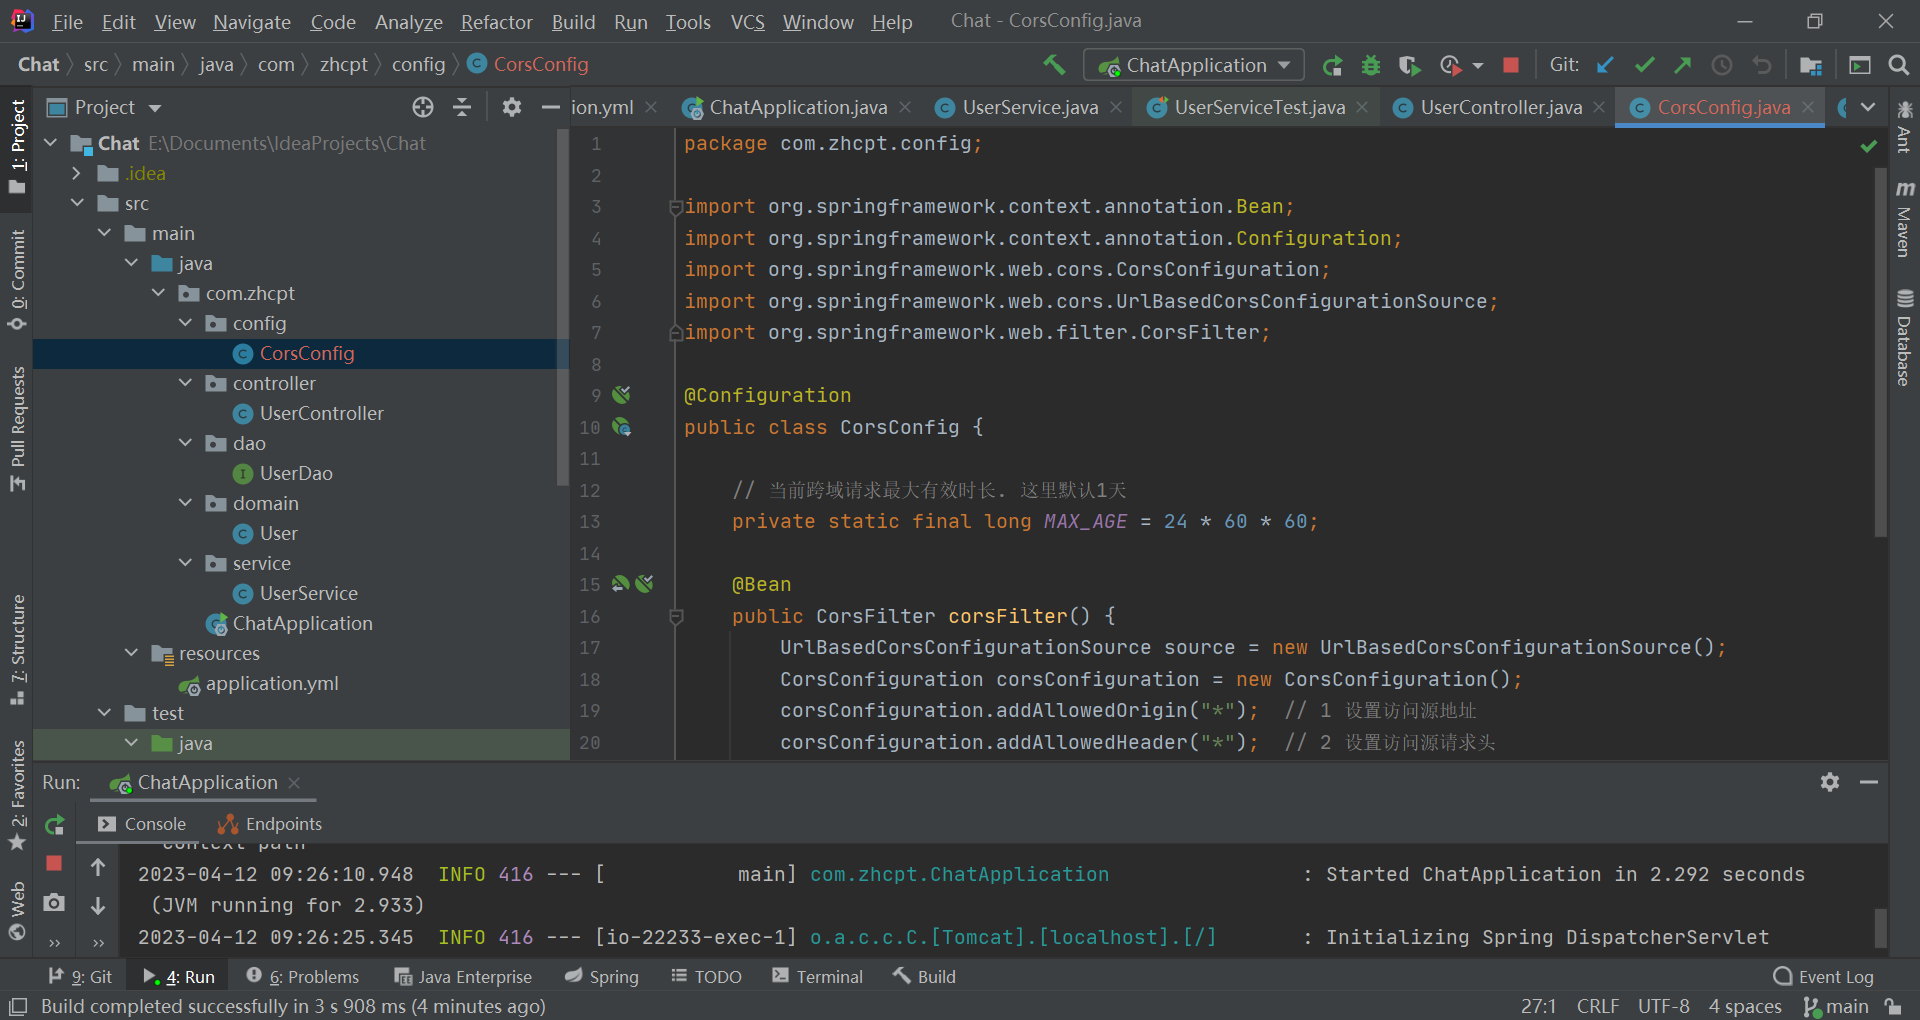 File Edit View Navigate Code Analyze Refactor Build Run Tools VCS Window Help Chat - CorsConfig.java
Chat src main java com zhcpt config CorsConfig
ChatApplication Git:
Project
ion.yml ChatApplication.java UserService.java UserServiceTest.java UserController.java CorsConfig.java
1: Project
0: Commit
Pull Requests
7: Structure
2: Favorites
Web
Chat E:\Documents\IdeaProjects\Chat
.idea
src
main
java
com.zhcpt
config
CorsConfig
controller
UserController
dao
UserDao
domain
User
service
UserService
ChatApplication
resources
application.yml
test
java
1 package com.zhcpt.config;
2
3 import org.springframework.context.annotation.Bean;
4 import org.springframework.context.annotation.Configuration;
5 import org.springframework.web.cors.CorsConfiguration;
6 import org.springframework.web.cors.UrlBasedCorsConfigurationSource;
7 import org.springframework.web.filter.CorsFilter;
8
9 @Configuration
10 public class CorsConfig {
11
12 // 当前跨域请求最大有效时长. 这里默认1天
13 private static final long MAX_AGE = 24 * 60 * 60;
14
15 @Bean
16 public CorsFilter corsFilter() {
17 UrlBasedCorsConfigurationSource source = new UrlBasedCorsConfigurationSource();
18 CorsConfiguration corsConfiguration = new CorsConfiguration();
19 corsConfiguration.addAllowedOrigin("*"); // 1 设置访问源地址
20 corsConfiguration.addAllowedHeader("*"); // 2 设置访问源请求头
Ant
Maven
Database
Run: ChatApplication
Console Endpoints
context path
2023-04-12 09:26:10.948 INFO 416 --- [ main] com.zhcpt.ChatApplication : Started ChatApplication in 2.292 seconds
(JVM running for 2.933)
2023-04-12 09:26:25.345 INFO 416 --- [io-22233-exec-1] o.a.c.c.C.[Tomcat].[localhost].[/] : Initializing Spring DispatcherServlet
9: Git 4: Run 6: Problems Java Enterprise Spring TODO Terminal Build Event Log
Build completed successfully in 3 s 908 ms (4 minutes ago) 27:1 CRLF UTF-8 4 spaces main